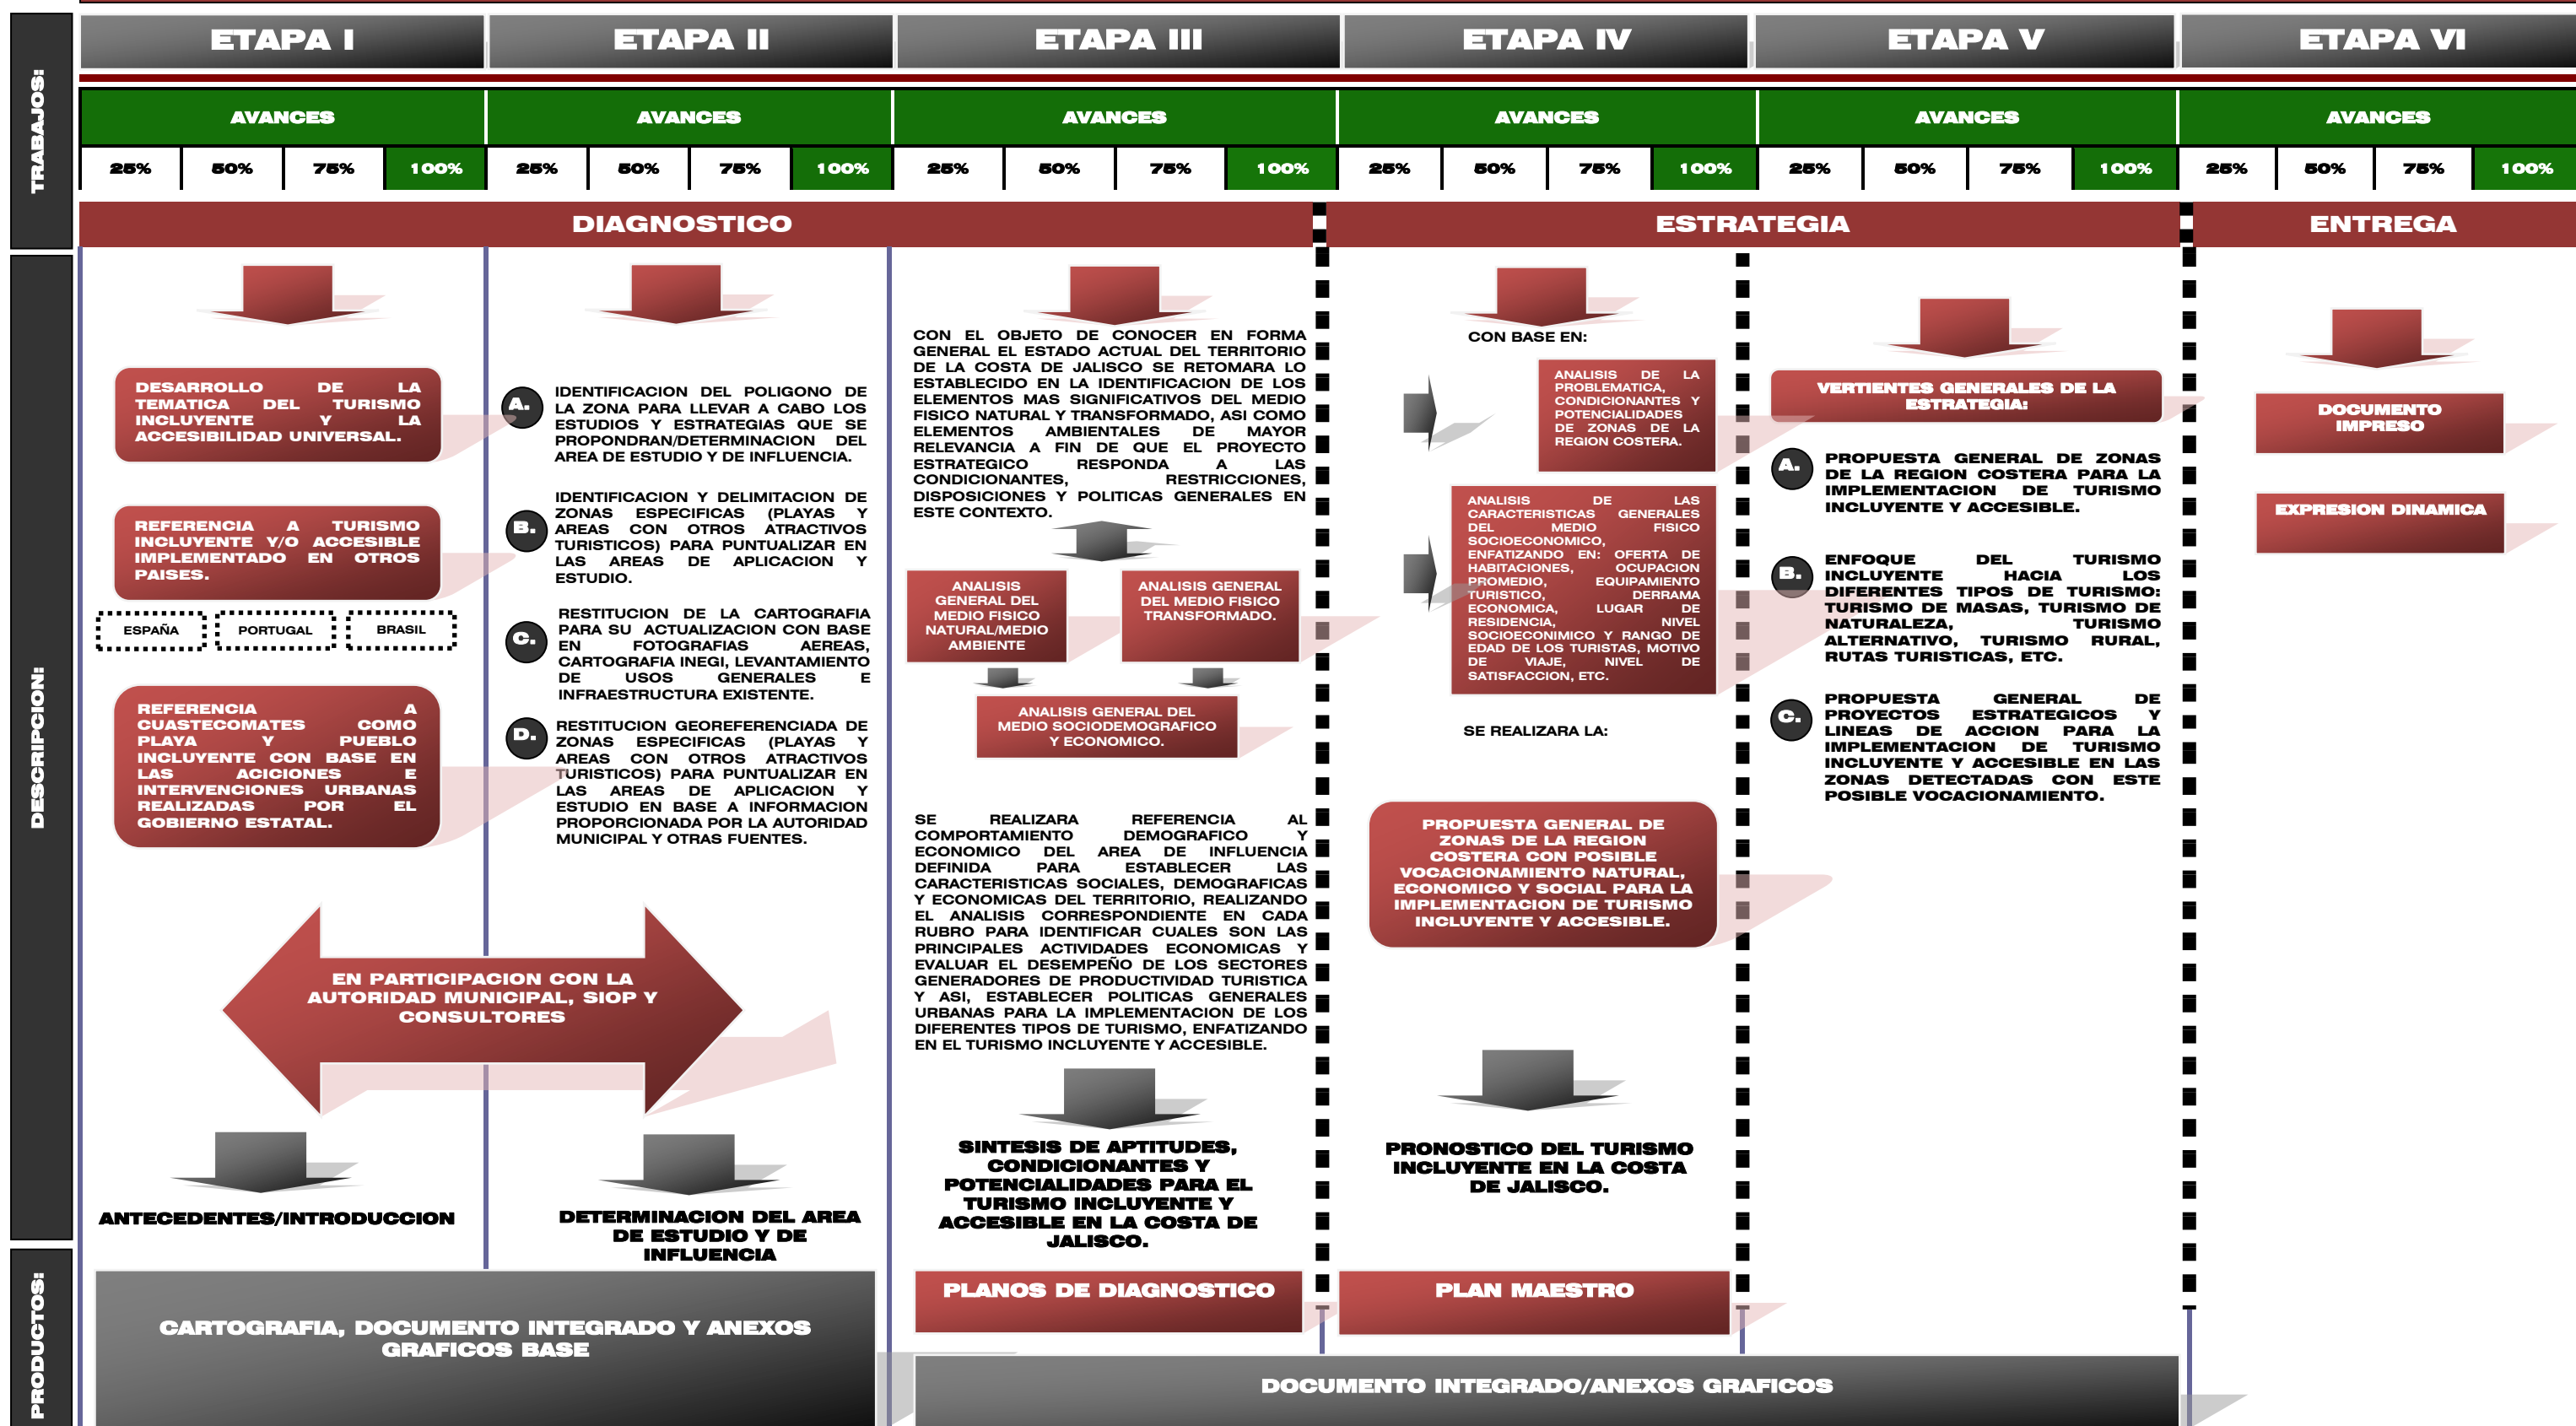 TRABAJOS:
ETAPA I
ETAPA II
ETAPA III
ETAPA IV
ETAPA V
ETAPA VI
AVANCES
AVANCES
AVANCES
AVANCES
AVANCES
AVANCES
25% 50% 75% 100%
25% 50% 75% 100%
25% 50% 75% 100%
25% 50% 75% 100%
25% 50% 75% 100%
25% 50% 75% 100%
DIAGNOSTICO
ESTRATEGIA
ENTREGA
DESCRIPCION:
DESARROLLO DE LA
TEMATICA DEL TURISMO
INCLUYENTE Y LA
ACCESIBILIDAD UNIVERSAL.
REFERENCIA A TURISMO
INCLUYENTE Y/O ACCESIBLE
IMPLEMENTADO EN OTROS
PAISES.
ESPAÑA
PORTUGAL
BRASIL
REFERENCIA A
CUASTECOMATES COMO
PLAYA Y PUEBLO
INCLUYENTE CON BASE EN
LAS ACICIONES E
INTERVENCIONES URBANAS
REALIZADAS POR EL
GOBIERNO ESTATAL.
A.
IDENTIFICACION DEL POLIGONO DE
LA ZONA PARA LLEVAR A CABO LOS
ESTUDIOS Y ESTRATEGIAS QUE SE
PROPONDRAN/DETERMINACION DEL
AREA DE ESTUDIO Y DE INFLUENCIA.
B.
IDENTIFICACION Y DELIMITACION DE
ZONAS ESPECIFICAS (PLAYAS Y
AREAS CON OTROS ATRACTIVOS
TURISTICOS) PARA PUNTUALIZAR EN
LAS AREAS DE APLICACION Y
ESTUDIO.
C.
RESTITUCION DE LA CARTOGRAFIA
PARA SU ACTUALIZACION CON BASE
EN FOTOGRAFIAS AEREAS,
CARTOGRAFIA INEGI, LEVANTAMIENTO
DE USOS GENERALES E
INFRAESTRUCTURA EXISTENTE.
D.
RESTITUCION GEOREFERENCIADA DE
ZONAS ESPECIFICAS (PLAYAS Y
AREAS CON OTROS ATRACTIVOS
TURISTICOS) PARA PUNTUALIZAR EN
LAS AREAS DE APLICACION Y
ESTUDIO EN BASE A INFORMACION
PROPORCIONADA POR LA AUTORIDAD
MUNICIPAL Y OTRAS FUENTES.
EN PARTICIPACION CON LA
AUTORIDAD MUNICIPAL, SIOP Y
CONSULTORES
ANTECEDENTES/INTRODUCCION
DETERMINACION DEL AREA
DE ESTUDIO Y DE
INFLUENCIA
CON EL OBJETO DE CONOCER EN FORMA
GENERAL EL ESTADO ACTUAL DEL TERRITORIO
DE LA COSTA DE JALISCO SE RETOMARA LO
ESTABLECIDO EN LA IDENTIFICACION DE LOS
ELEMENTOS MAS SIGNIFICATIVOS DEL MEDIO
FISICO NATURAL Y TRANSFORMADO, ASI COMO
ELEMENTOS AMBIENTALES DE MAYOR
RELEVANCIA A FIN DE QUE EL PROYECTO
ESTRATEGICO RESPONDA A LAS
CONDICIONANTES, RESTRICCIONES,
DISPOSICIONES Y POLITICAS GENERALES EN
ESTE CONTEXTO.
ANALISIS
GENERAL DEL
MEDIO FISICO
NATURAL/MEDIO
AMBIENTE
ANALISIS GENERAL
DEL MEDIO FISICO
TRANSFORMADO.
ANALISIS GENERAL DEL
MEDIO SOCIODEMOGRAFICO
Y ECONOMICO.
SE REALIZARA REFERENCIA AL
COMPORTAMIENTO DEMOGRAFICO Y
ECONOMICO DEL AREA DE INFLUENCIA
DEFINIDA PARA ESTABLECER LAS
CARACTERISTICAS SOCIALES, DEMOGRAFICAS
Y ECONOMICAS DEL TERRITORIO, REALIZANDO
EL ANALISIS CORRESPONDIENTE EN CADA
RUBRO PARA IDENTIFICAR CUALES SON LAS
PRINCIPALES ACTIVIDADES ECONOMICAS Y
EVALUAR EL DESEMPEÑO DE LOS SECTORES
GENERADORES DE PRODUCTIVIDAD TURISTICA
Y ASI, ESTABLECER POLITICAS GENERALES
URBANAS PARA LA IMPLEMENTACION DE LOS
DIFERENTES TIPOS DE TURISMO, ENFATIZANDO
EN EL TURISMO INCLUYENTE Y ACCESIBLE.
SINTESIS DE APTITUDES,
CONDICIONANTES Y
POTENCIALIDADES PARA EL
TURISMO INCLUYENTE Y
ACCESIBLE EN LA COSTA DE
JALISCO.
CON BASE EN:
ANALISIS DE LA
PROBLEMATICA,
CONDICIONANTES Y
POTENCIALIDADES
DE ZONAS DE LA
REGION COSTERA.
ANALISIS DE LAS
CARACTERISTICAS GENERALES
DEL MEDIO FISICO
SOCIOECONOMICO,
ENFATIZANDO EN: OFERTA DE
HABITACIONES, OCUPACION
PROMEDIO, EQUIPAMIENTO
TURISTICO, DERRAMA
ECONOMICA, LUGAR DE
RESIDENCIA, NIVEL
SOCIOECONIMICO Y RANGO DE
EDAD DE LOS TURISTAS, MOTIVO
DE VIAJE, NIVEL DE
SATISFACCION, ETC.
SE REALIZARA LA:
PROPUESTA GENERAL DE
ZONAS DE LA REGION
COSTERA CON POSIBLE
VOCACIONAMIENTO NATURAL,
ECONOMICO Y SOCIAL PARA LA
IMPLEMENTACION DE TURISMO
INCLUYENTE Y ACCESIBLE.
PRONOSTICO DEL TURISMO
INCLUYENTE EN LA COSTA
DE JALISCO.
VERTIENTES GENERALES DE LA
ESTRATEGIA:
A.
PROPUESTA GENERAL DE ZONAS
DE LA REGION COSTERA PARA LA
IMPLEMENTACION DE TURISMO
INCLUYENTE Y ACCESIBLE.
B.
ENFOQUE DEL TURISMO
INCLUYENTE HACIA LOS
DIFERENTES TIPOS DE TURISMO:
TURISMO DE MASAS, TURISMO DE
NATURALEZA, TURISMO
ALTERNATIVO, TURISMO RURAL,
RUTAS TURISTICAS, ETC.
C.
PROPUESTA GENERAL DE
PROYECTOS ESTRATEGICOS Y
LINEAS DE ACCION PARA LA
IMPLEMENTACION DE TURISMO
INCLUYENTE Y ACCESIBLE EN LAS
ZONAS DETECTADAS CON ESTE
POSIBLE VOCACIONAMIENTO.
DOCUMENTO
IMPRESO
EXPRESION DINAMICA
PRODUCTOS:
CARTOGRAFIA, DOCUMENTO INTEGRADO Y ANEXOS
GRAFICOS BASE
PLANOS DE DIAGNOSTICO
PLAN MAESTRO
DOCUMENTO INTEGRADO/ANEXOS GRAFICOS